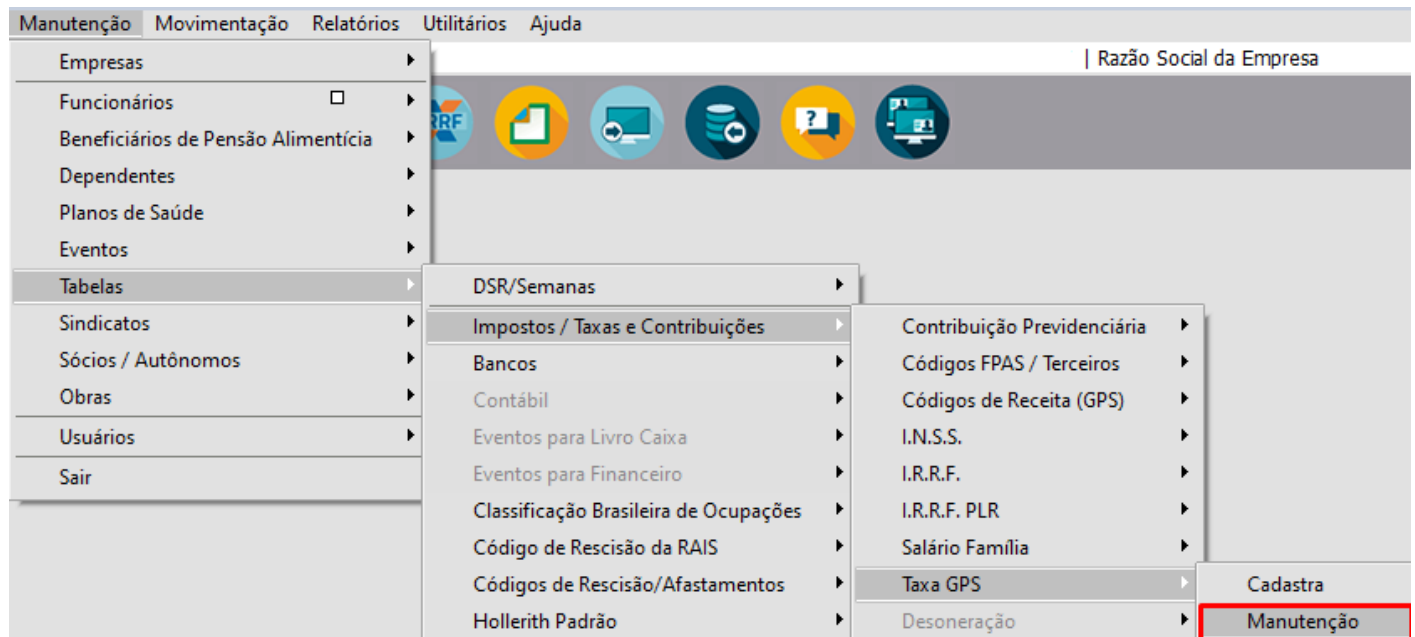 Manutenção Movimentação Relatórios Utilitários Ajuda
| Razão Social da Empresa
Empresas
Funcionários
Beneficiários de Pensão Alimentícia
Dependentes
Planos de Saúde
Eventos
Tabelas
Sindicatos
Sócios / Autônomos
Obras
Usuários
Sair
RRF
?
DSR/Semanas
Impostos / Taxas e Contribuições
Bancos
Contábil
Eventos para Livro Caixa
Eventos para Financeiro
Classificação Brasileira de Ocupações
Código de Rescisão da RAIS
Códigos de Rescisão/Afastamentos
Hollerith Padrão
Contribuição Previdenciária
Códigos FPAS / Terceiros
Códigos de Receita (GPS)
I.N.S.S.
I.R.R.F.
I.R.R.F. PLR
Salário Família
Taxa GPS
Desoneração
Cadastra
Manutenção